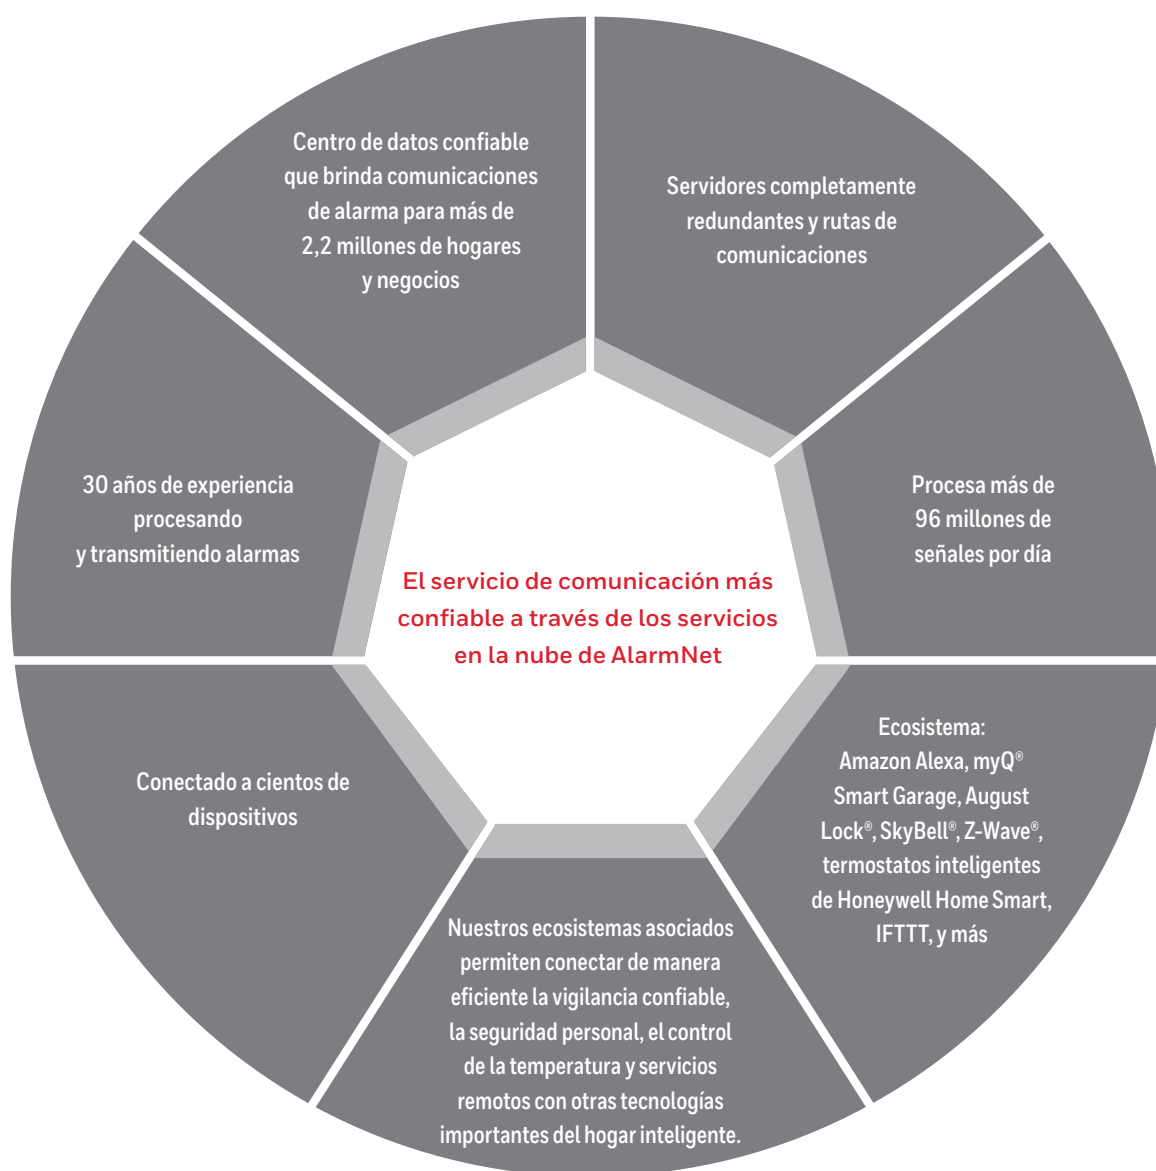 Centro de datos confiable
que brinda comunicaciones
de alarma para más de
2,2 millones de hogares
y negocios
Servidores completamente
redundantes y rutas de
comunicaciones
30 años de experiencia
procesando
y transmitiendo alarmas
Procesa más de
96 millones de
señales por día
El servicio de comunicación más
confiable a través de los servicios
en la nube de AlarmNet
Conectado a cientos de
dispositivos
Ecosistema:
Amazon Alexa, myQ®
Smart Garage, August
Lock®, SkyBell®, Z-Wave®,
termostatos inteligentes
de Honeywell Home Smart,
IFTTT, y más
Nuestros ecosistemas asociados
permiten conectar de manera
eficiente la vigilancia confiable,
la seguridad personal, el control
de la temperatura y servicios
remotos con otras tecnologías
importantes del hogar inteligente.